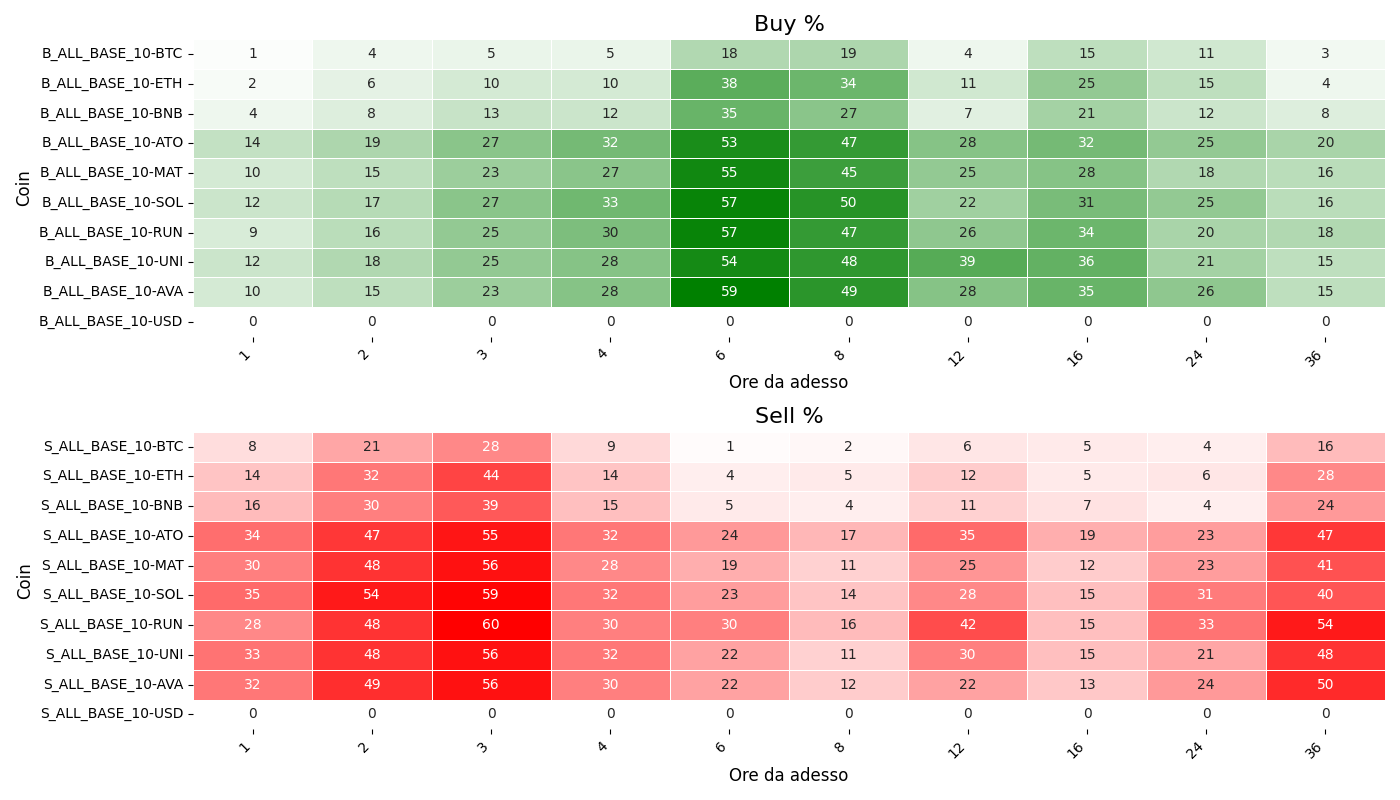 Buy %
Coin
B_ALL_BASE_10-BTC 1 4 5 5 18 19 4 15 11 3
B_ALL_BASE_10-ETH 2 6 10 10 38 34 11 25 15 4
B_ALL_BASE_10-BNB 4 8 13 12 35 27 7 21 12 8
B_ALL_BASE_10-ATO 14 19 27 32 53 47 28 32 25 20
B_ALL_BASE_10-MAT 10 15 23 27 55 45 25 28 18 16
B_ALL_BASE_10-SOL 12 17 27 33 57 50 22 31 25 16
B_ALL_BASE_10-RUN 9 16 25 30 57 47 26 34 20 18
B_ALL_BASE_10-UNI 12 18 25 28 54 48 39 36 21 15
B_ALL_BASE_10-AVA 10 15 23 28 59 49 28 35 26 15
B_ALL_BASE_10-USD 0 0 0 0 0 0 0 0 0 0
1 2 3 4 6 8 12 16 24 36
Ore da adesso
Sell %
Coin
S_ALL_BASE_10-BTC 8 21 28 9 1 2 6 5 4 16
S_ALL_BASE_10-ETH 14 32 44 14 4 5 12 5 6 28
S_ALL_BASE_10-BNB 16 30 39 15 5 4 11 7 4 24
S_ALL_BASE_10-ATO 34 47 55 32 24 17 35 19 23 47
S_ALL_BASE_10-MAT 30 48 56 28 19 11 25 12 23 41
S_ALL_BASE_10-SOL 35 54 59 32 23 14 28 15 31 40
S_ALL_BASE_10-RUN 28 48 60 30 30 16 42 15 33 54
S_ALL_BASE_10-UNI 33 48 56 32 22 11 30 15 21 48
S_ALL_BASE_10-AVA 32 49 56 30 22 12 22 13 24 50
S_ALL_BASE_10-USD 0 0 0 0 0 0 0 0 0 0
1 2 3 4 6 8 12 16 24 36
Ore da adesso